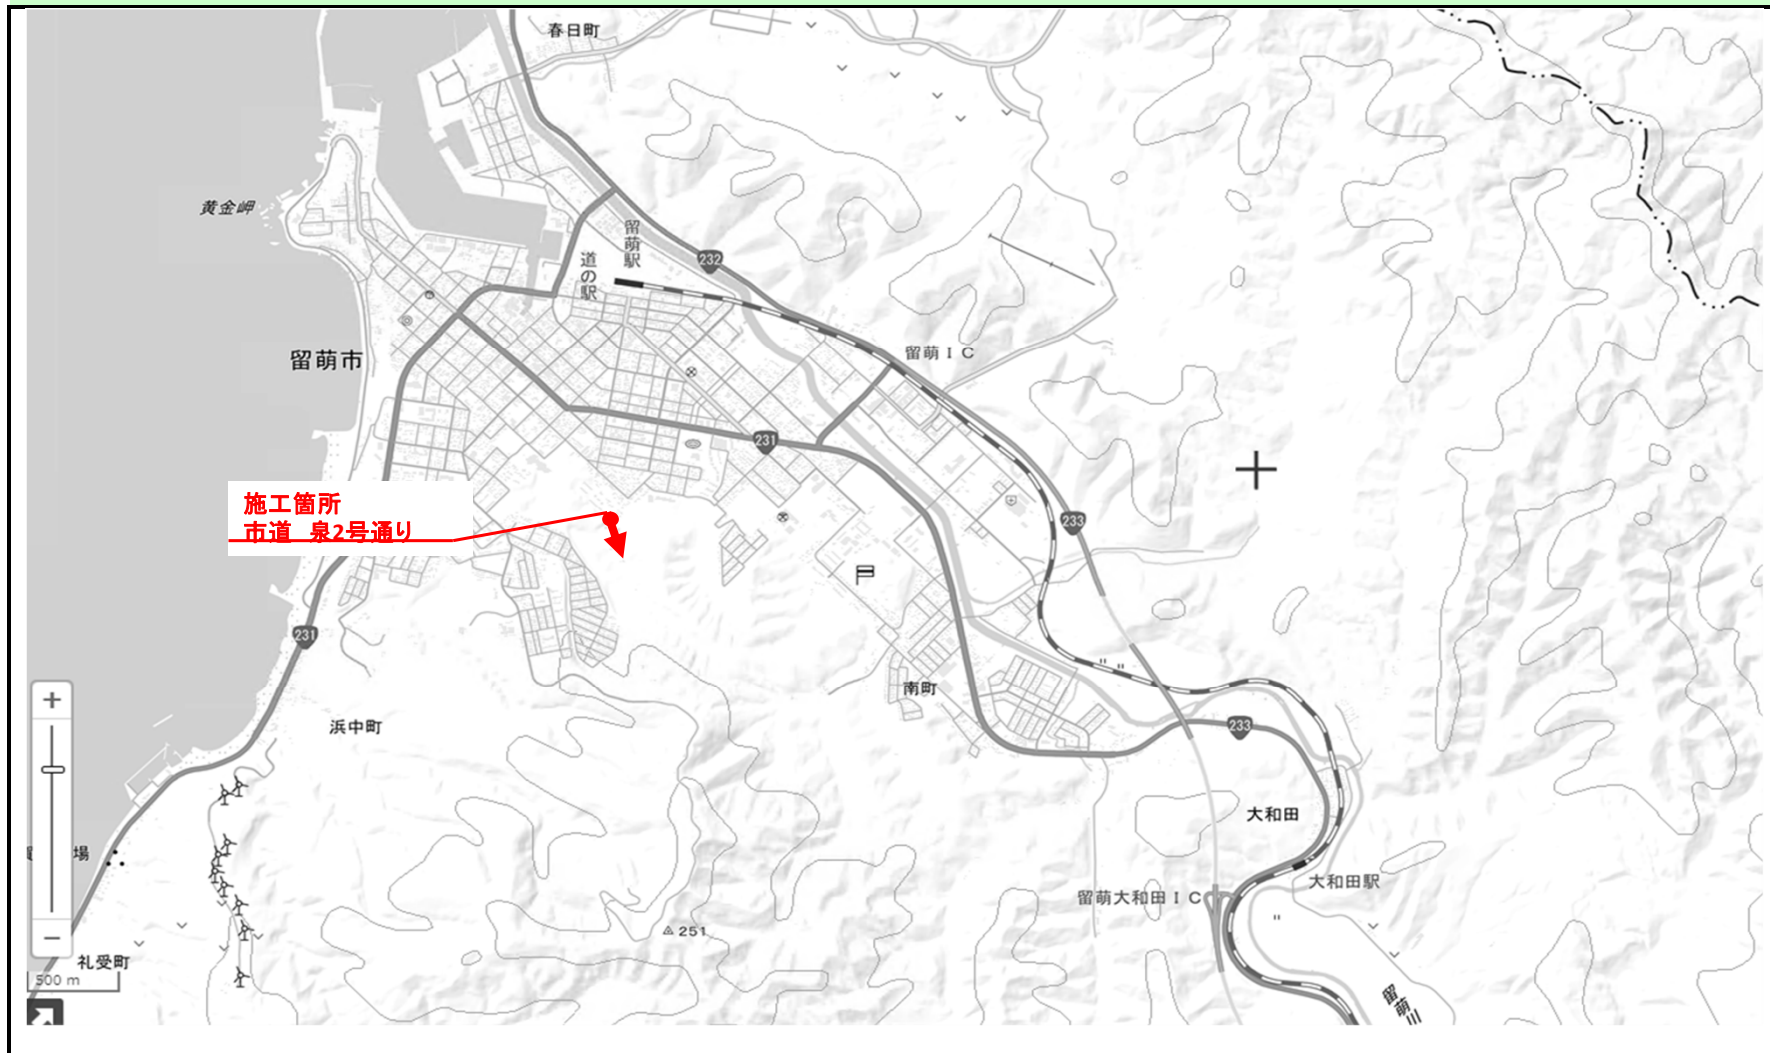 春日町
黄金岬
留萌駅
道の駅
232
留萌IC
留萌市
231
施工箇所
市道 泉2号通り
233
231
南町
浜中町
233
大和田
場
大和田駅
留萌大和田IC
251
礼受町
500 m
留萌川